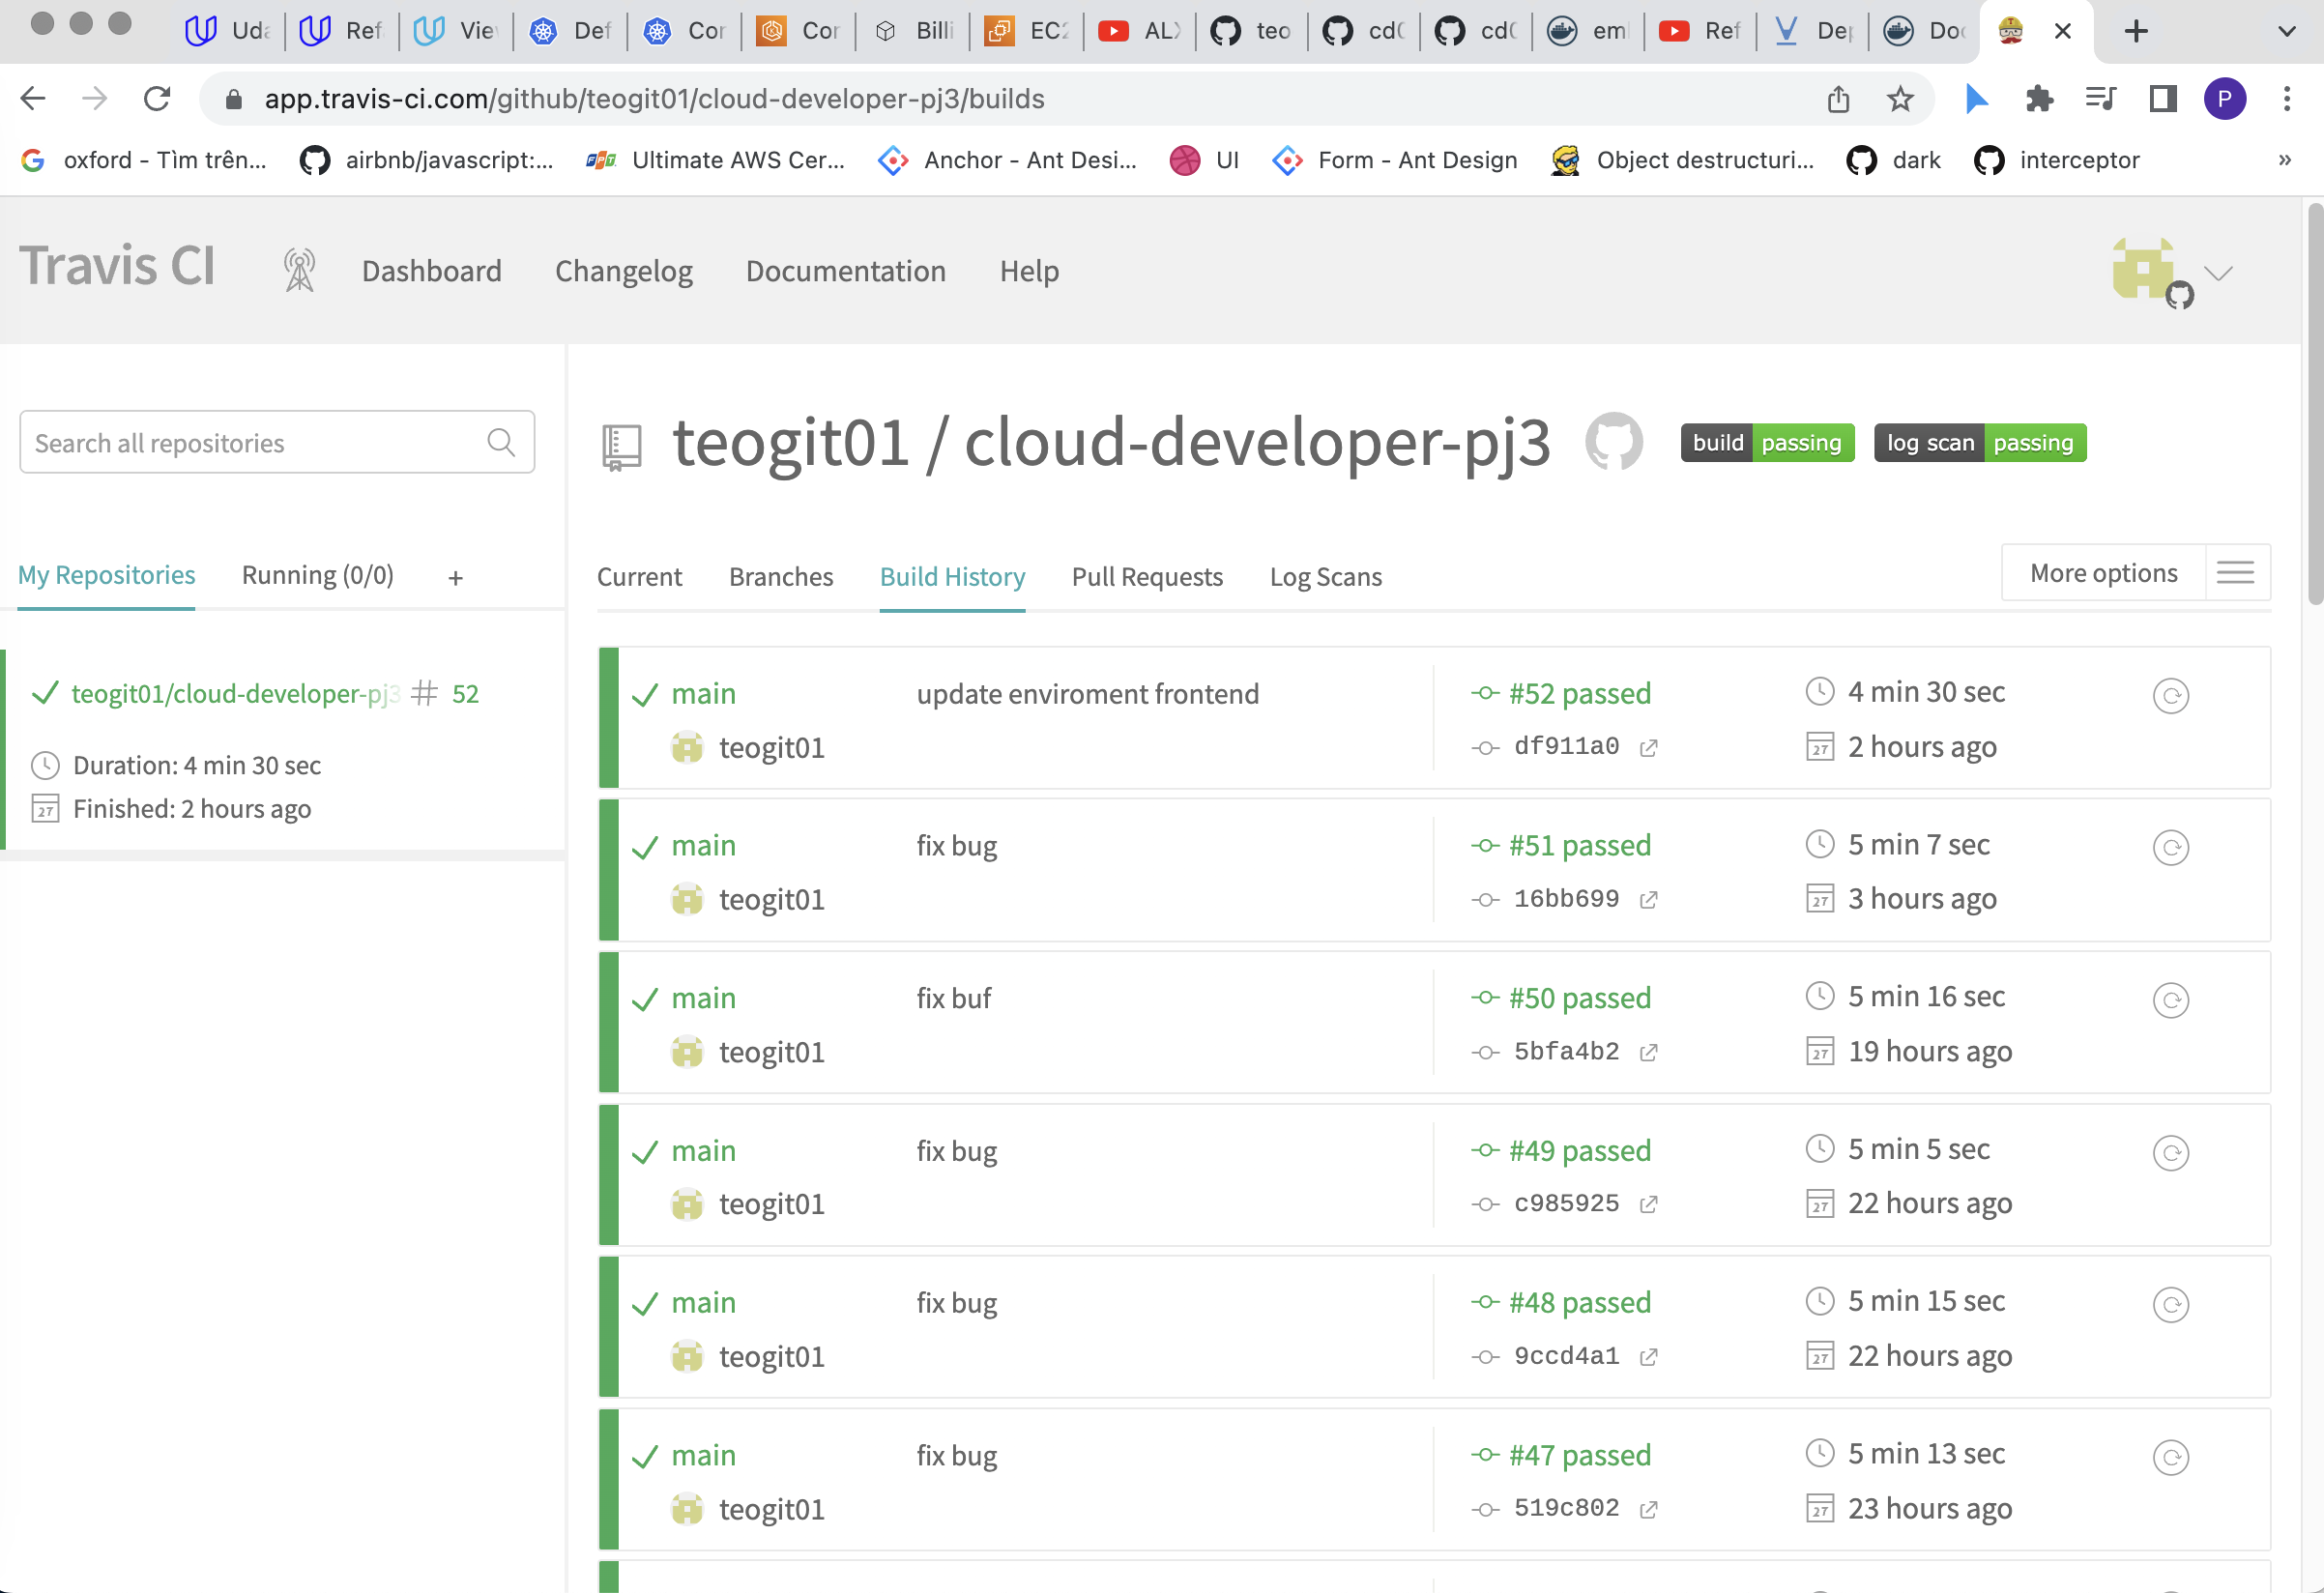 Uda Ref Vie Def Cor Cor Billi EC2 ALX teo cd0 cd0 eml Ref Dep Doc
app.travis-ci.com/github/teogit01/cloud-developer-pj3/builds
P
oxford - Tìm trên... airbnb/javascript:... Ultimate AWS Cer... Anchor - Ant Desi... UI Form - Ant Design Object destructuri... dark interceptor »
Travis CI Dashboard Changelog Documentation Help
Search all repositories
teogit01 / cloud-developer-pj3 build passing log scan passing
My Repositories Running (0/0) +
Current Branches Build History Pull Requests Log Scans More options
teogit01/cloud-developer-pj3 # 52
Duration: 4 min 30 sec
Finished: 2 hours ago
main update enviroment frontend #52 passed 4 min 30 sec
teogit01 df911a0 2 hours ago
main fix bug #51 passed 5 min 7 sec
teogit01 16bb699 3 hours ago
main fix buf #50 passed 5 min 16 sec
teogit01 5bfa4b2 19 hours ago
main fix bug #49 passed 5 min 5 sec
teogit01 c985925 22 hours ago
main fix bug #48 passed 5 min 15 sec
teogit01 9ccd4a1 22 hours ago
main fix bug #47 passed 5 min 13 sec
teogit01 519c802 23 hours ago